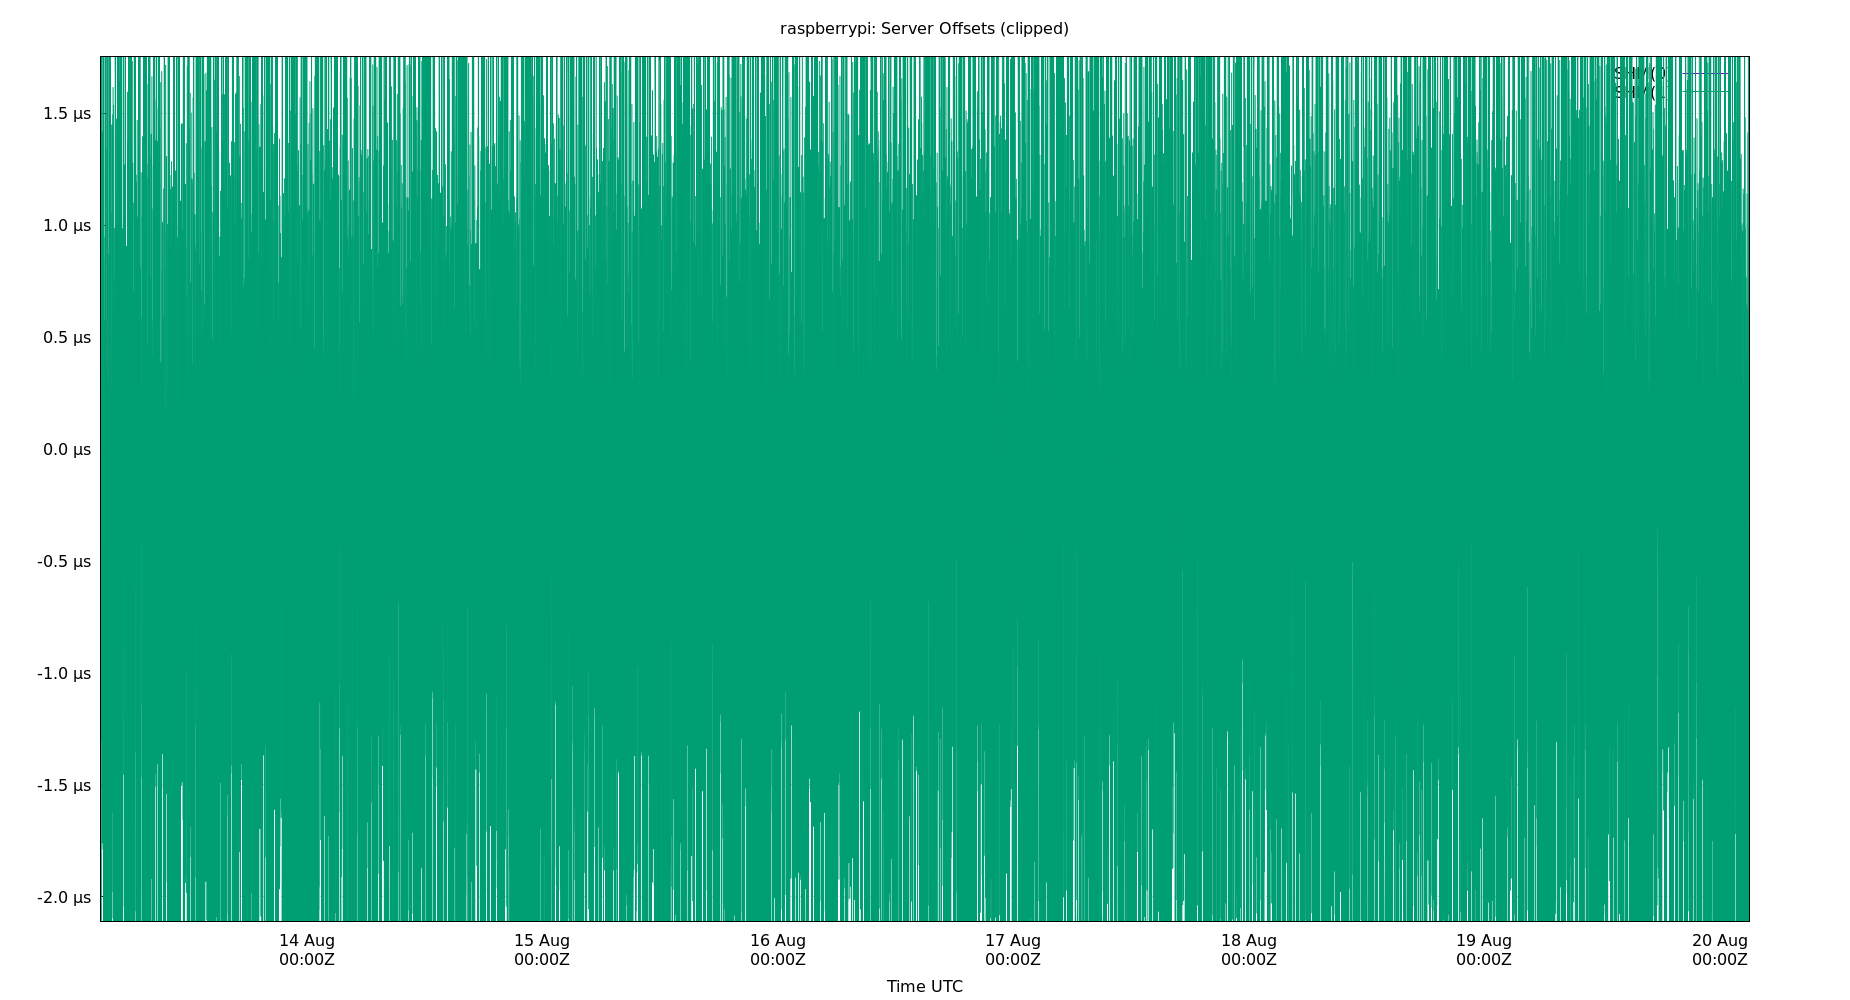 raspberrypi: Server Offsets (clipped)
1.5 µs
1.0 µs
0.5 µs
0.0 µs
-0.5 µs
-1.0 µs
-1.5 µs
-2.0 µs
14 Aug 15 Aug 16 Aug 17 Aug 18 Aug 19 Aug 20 Aug
00:00Z 00:00Z 00:00Z 00:00Z 00:00Z 00:00Z 00:00Z
Time UTC